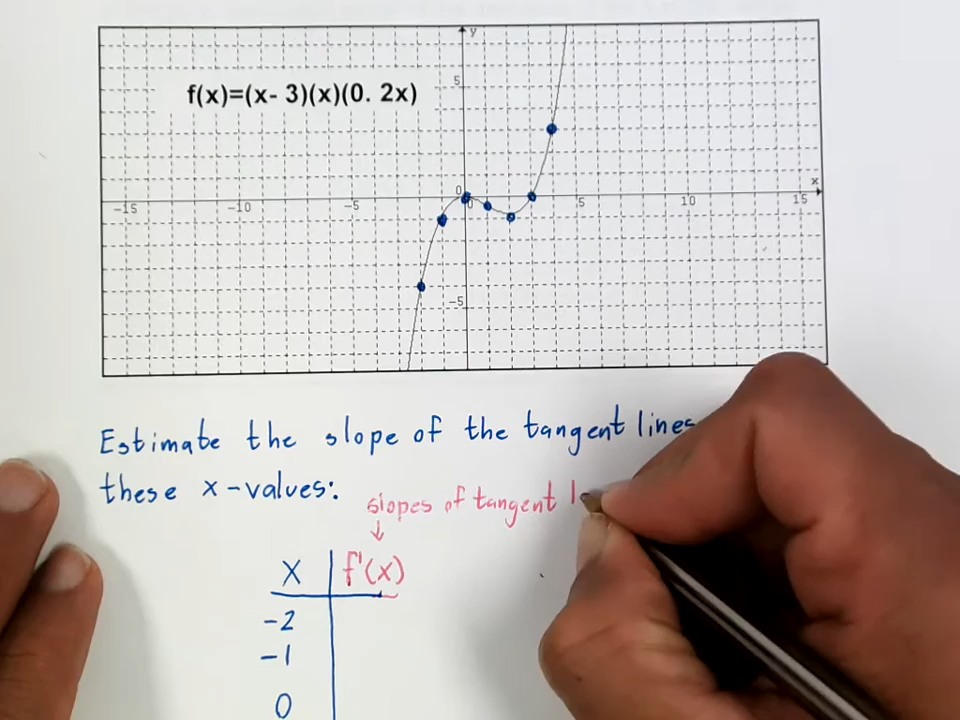 y
5
f(x)=(x- 3)(x)(0. 2x)
x
0
-15 -10 -5 0 5 10 15
-5
Estimate the slope of the tangent lines
these x-values:
slopes of tangent
x f'(x)
-2
-1
0